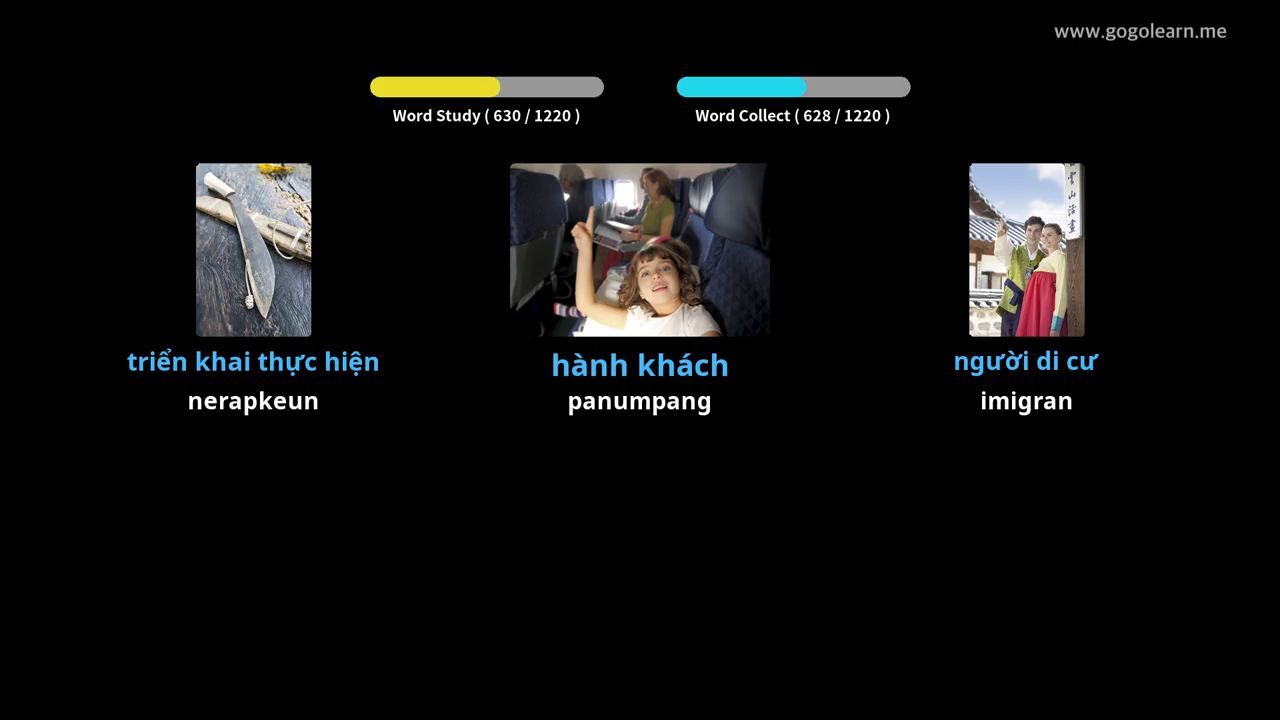 www.gogolearn.me
Word Study ( 630 / 1220 )
Word Collect ( 628 / 1220 )
triển khai thực hiện
nerapkeun
hành khách
panumpang
người di cư
imigran